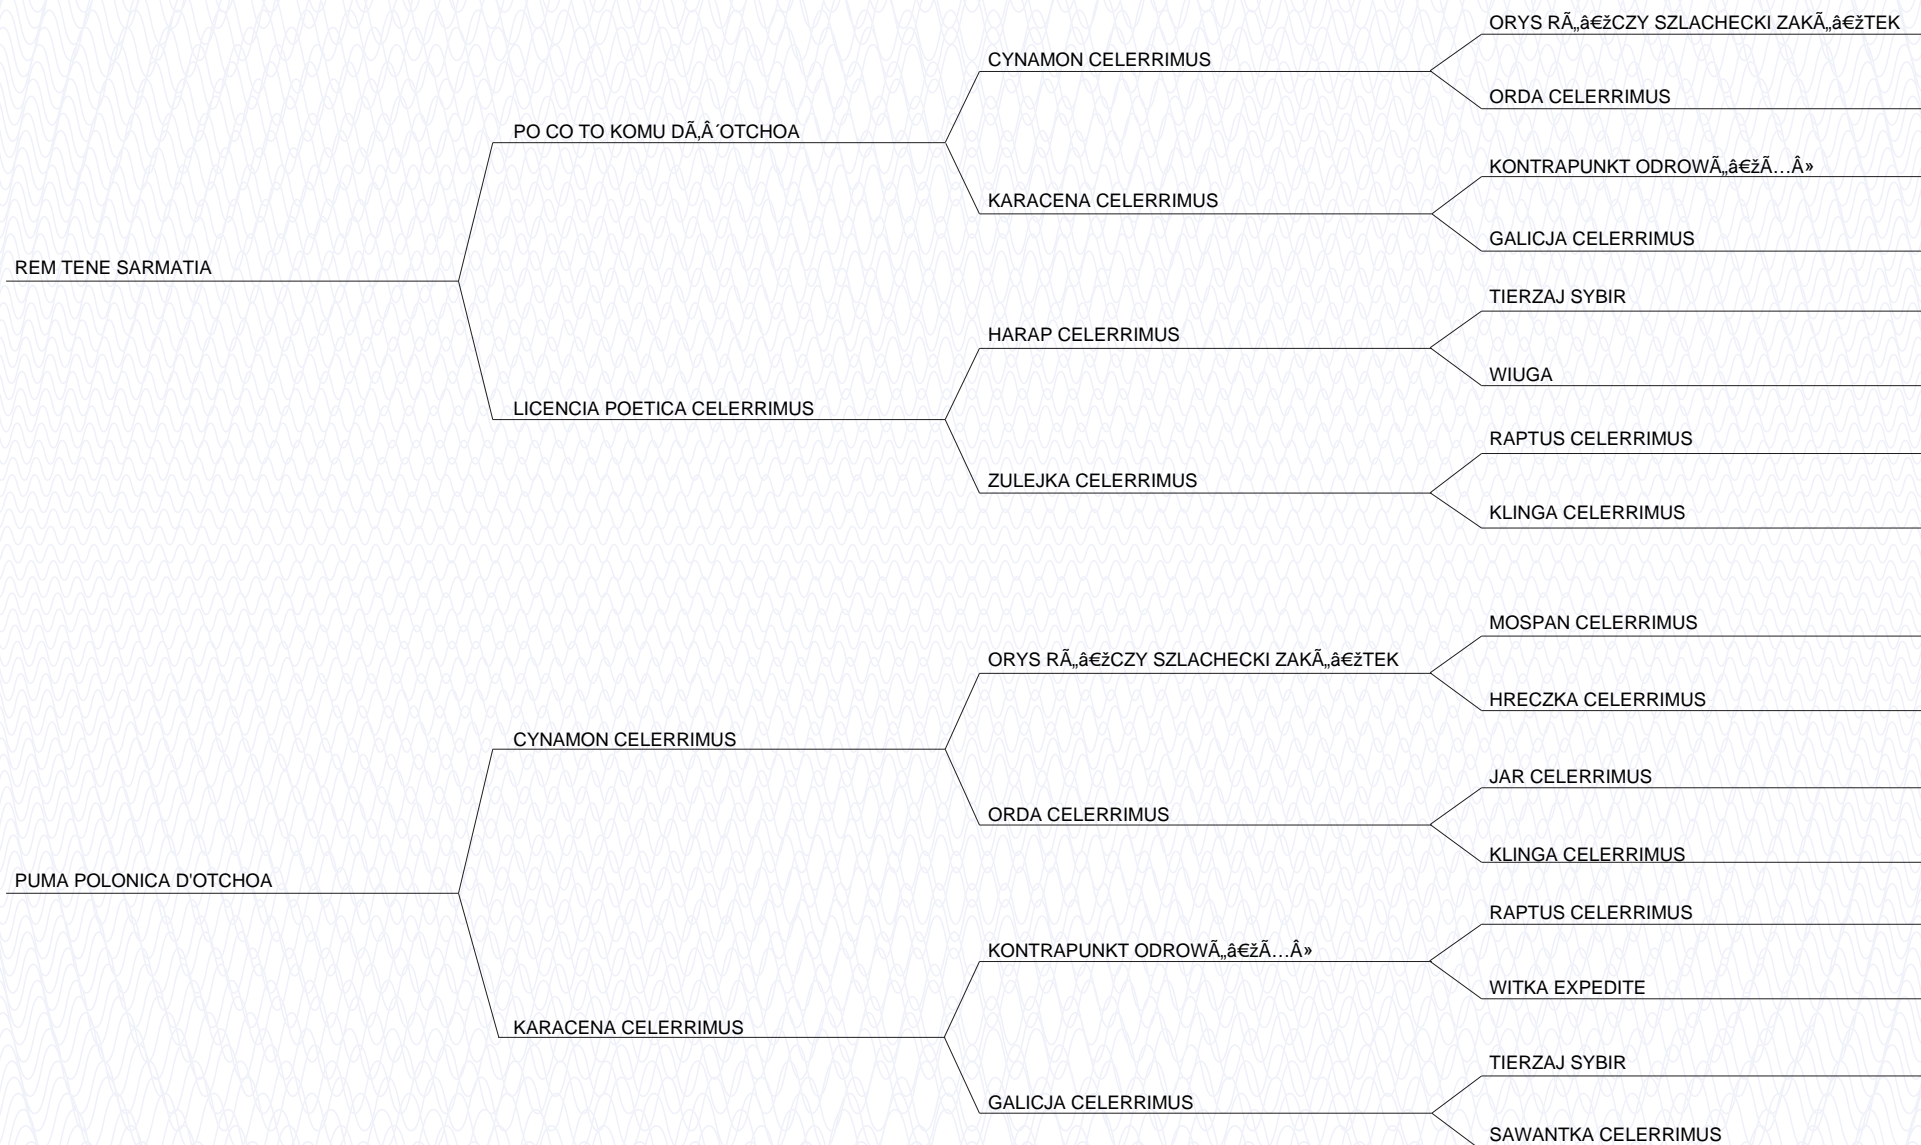 ORYS RÃ„â€žCZY SZLACHECKI ZAKÃ„â€žTEK
CYNAMON CELERRIMUS
ORDA CELERRIMUS
PO CO TO KOMU DÃ‚Â´OTCHOA
KONTRAPUNKT ODROWÃ„â€žÃ…Â»
KARACENA CELERRIMUS
GALICJA CELERRIMUS
REM TENE SARMATIA
TIERZAJ SYBIR
HARAP CELERRIMUS
WIUGA
LICENCIA POETICA CELERRIMUS
RAPTUS CELERRIMUS
ZULEJKA CELERRIMUS
KLINGA CELERRIMUS
MOSPAN CELERRIMUS
ORYS RÃ„â€žCZY SZLACHECKI ZAKÃ„â€žTEK
HRECZKA CELERRIMUS
CYNAMON CELERRIMUS
JAR CELERRIMUS
ORDA CELERRIMUS
KLINGA CELERRIMUS
PUMA POLONICA D'OTCHOA
RAPTUS CELERRIMUS
KONTRAPUNKT ODROWÃ„â€žÃ…Â»
WITKA EXPEDITE
KARACENA CELERRIMUS
TIERZAJ SYBIR
GALICJA CELERRIMUS
SAWANTKA CELERRIMUS